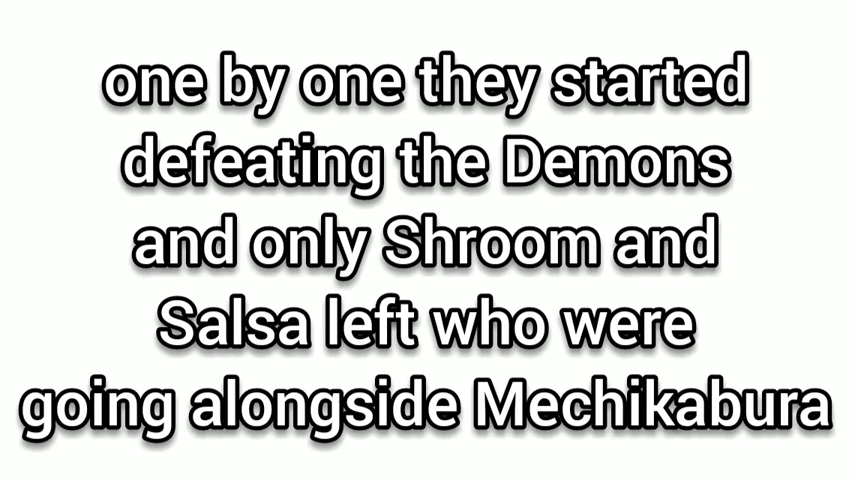 one by one they started
defeating the Demons
and only Shroom and
Salsa left who were
going alongside Mechikabura